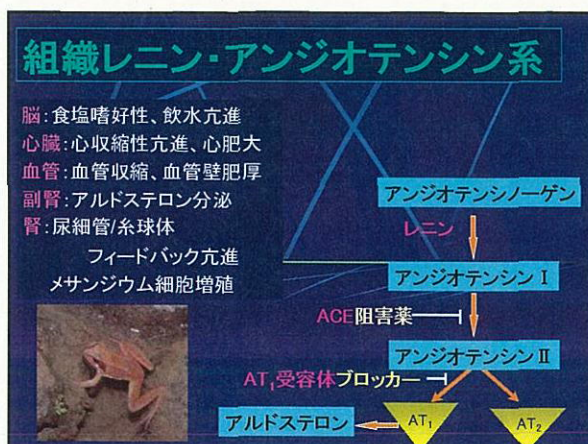 組織レニン・アンジオテンシン系
脳:食塩嗜好性、飲水亢進
心臓:心収縮性亢進、心肥大
血管:血管収縮、血管壁肥厚
副腎:アルドステロン分泌
腎:尿細管/糸球体
フィードバック亢進
メサンジウム細胞増殖
アンジオテンシノーゲン
レニン
アンジオテンシン I
ACE阻害薬
アンジオテンシン II
AT₁受容体ブロッカー
アルドステロン
AT₁
AT₂